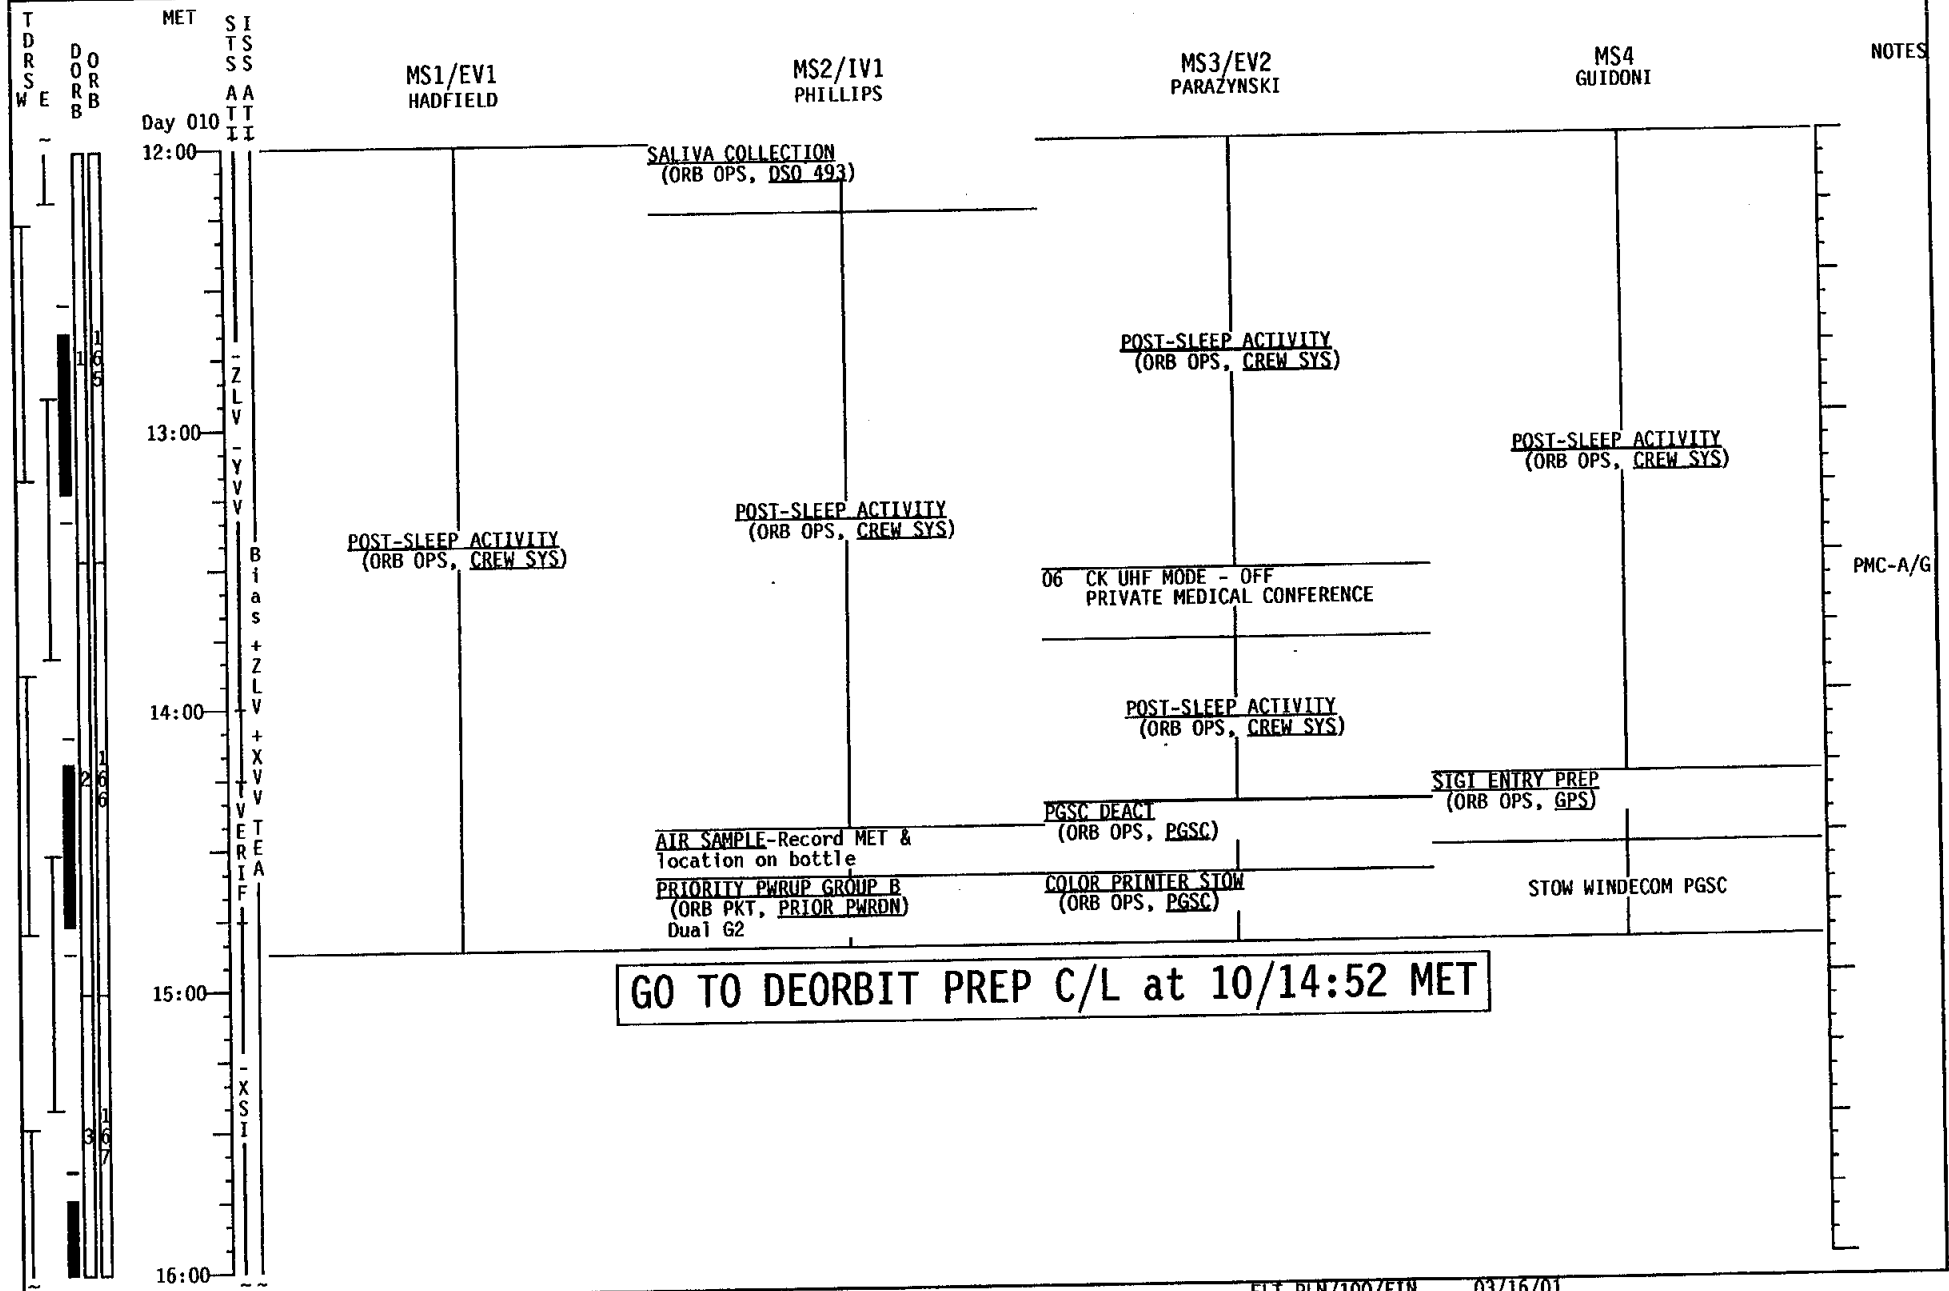 TDRS
W E
DORB
ORB
MET
STS ATT
ISS ATT
MS1/EV1
HADFIELD
MS2/IV1
PHILLIPS
MS3/EV2
PARAZYNSKI
MS4
GUIDONI
NOTES
Day 010
12:00
SALIVA COLLECTION
(ORB OPS, DSO 493)
1
165
-ZLV -YVV
POST-SLEEP ACTIVITY
(ORB OPS, CREW SYS)
13:00
POST-SLEEP ACTIVITY
(ORB OPS, CREW SYS)
POST-SLEEP ACTIVITY
(ORB OPS, CREW SYS)
POST-SLEEP ACTIVITY
(ORB OPS, CREW SYS)
Bias +ZLV +XVV TEA
06 CK UHF MODE - OFF
PRIVATE MEDICAL CONFERENCE
PMC-A/G
14:00
POST-SLEEP ACTIVITY
(ORB OPS, CREW SYS)
2
166
IVERIF
SIGI ENTRY PREP
(ORB OPS, GPS)
PGSC DEACT
(ORB OPS, PGSC)
AIR SAMPLE-Record MET &
location on bottle
PRIORITY PWRUP GROUP B
(ORB PKT, PRIOR PWRDN)
Dual G2
COLOR PRINTER STOW
(ORB OPS, PGSC)
STOW WINDECOM PGSC
GO TO DEORBIT PREP C/L at 10/14:52 MET
15:00
-XSI
3
167
16:00
FLT PLN/100/FIN 03/16/01